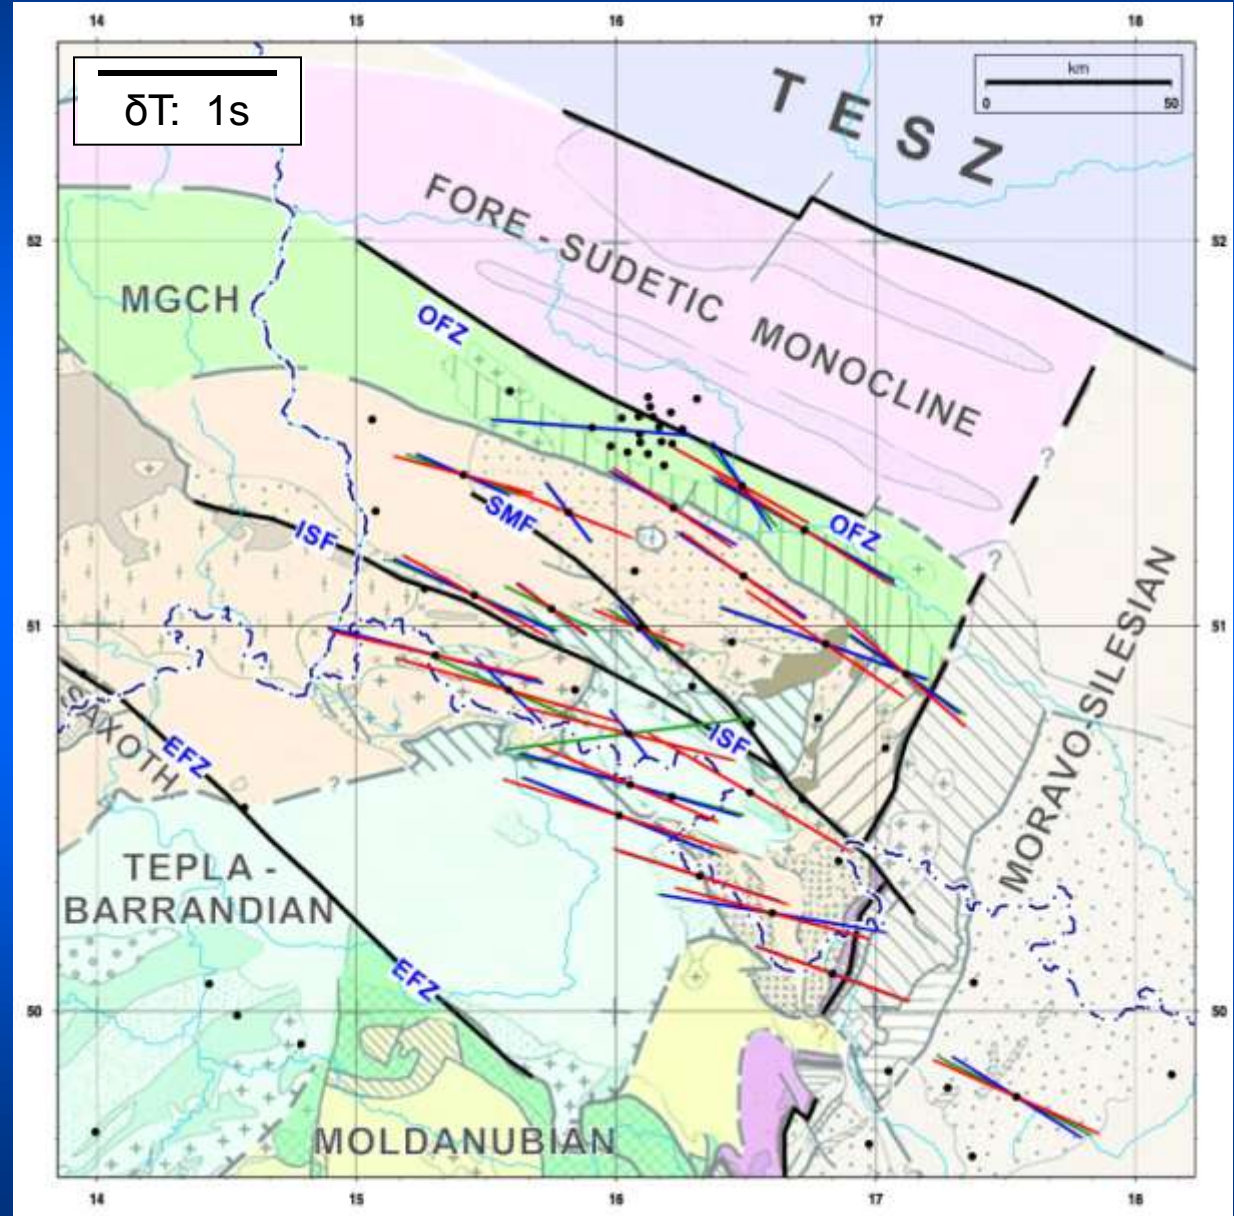 14 15 16 17 18
δT: 1s
km
0 50
TESZ
FORE - SUDETIC MONOCLINE
52 52
MGCH
OFZ
?
SMF
OFZ
ISF
?
51 51
MORAVO-SILESIAN
SAXOTH
EFZ
ISF
?
TEPLA -
BARRANDIAN
EFZ
50 50
MOLDANUBIAN
14 15 16 17 18